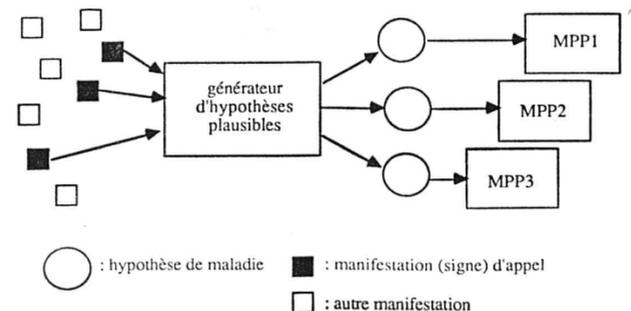 MPP1
générateur
d'hypothèses
plausibles
MPP2
MPP3
: hypothèse de maladie
: manifestation (signe) d'appel
: autre manifestation